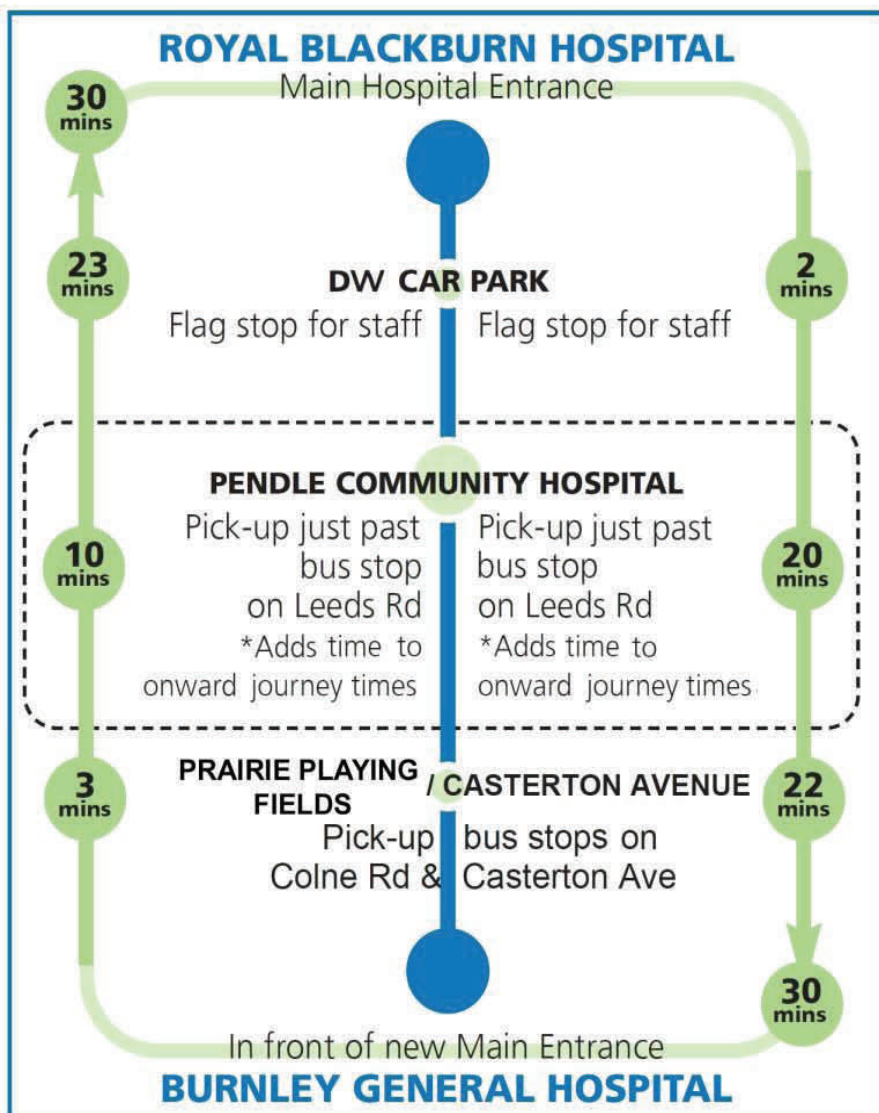 ROYAL BLACKBURN HOSPITAL
Main Hospital Entrance
30
mins
23
mins
2
mins
DW CAR PARK
Flag stop for staff
Flag stop for staff
PENDLE COMMUNITY HOSPITAL
Pick-up just past
bus stop
on Leeds Rd
*Adds time to
onward journey times
Pick-up just past
bus stop
on Leeds Rd
*Adds time to
onward journey times
10
mins
20
mins
3
mins
PRAIRIE PLAYING
FIELDS
/ CASTERTON AVENUE
22
mins
Pick-up bus stops on
Colne Rd & Casterton Ave
30
mins
In front of new Main Entrance
BURNLEY GENERAL HOSPITAL